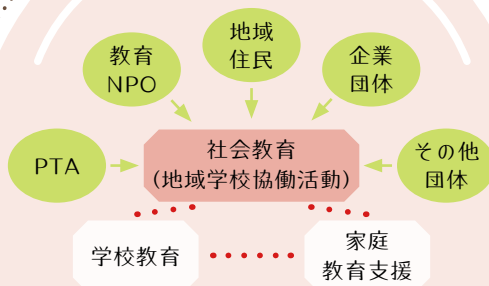 教育
NPO
地域
住民
企業
団体
PTA
社会教育
(地域学校協働活動)
その他
団体
学校教育
家庭
教育支援